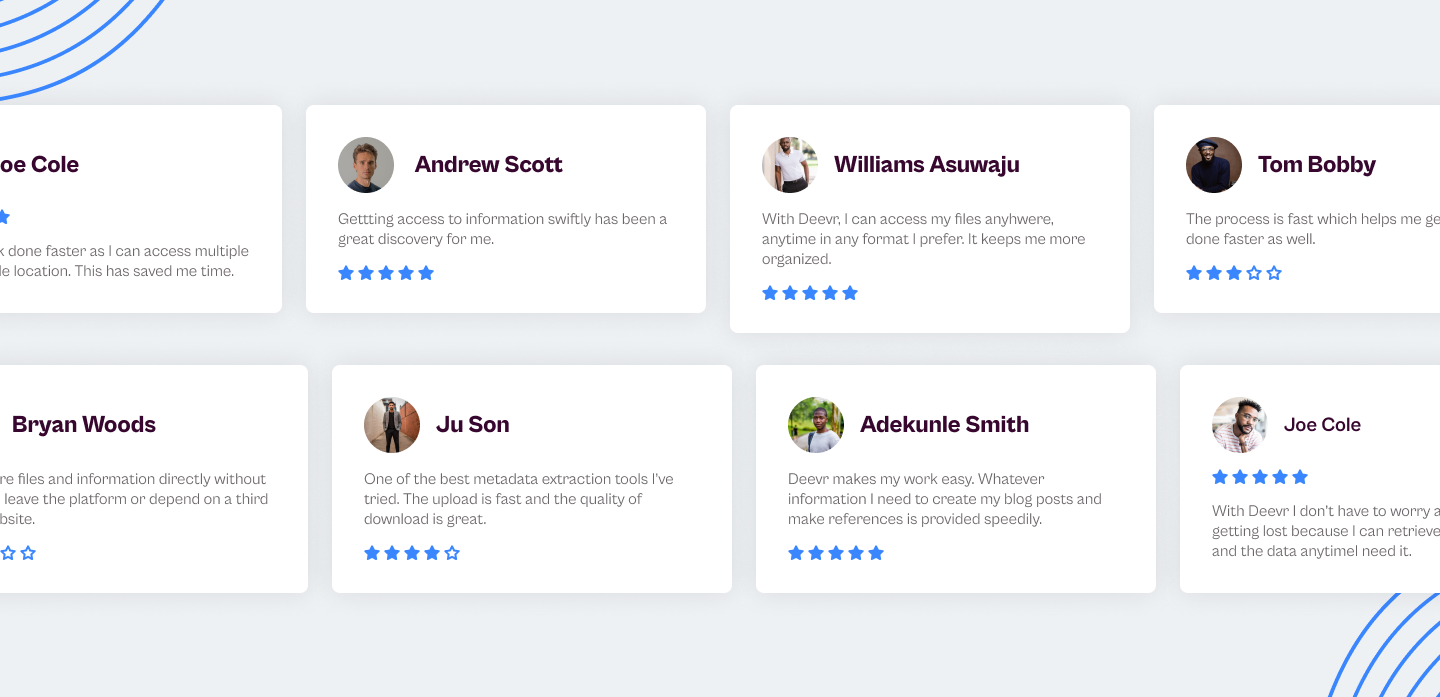 oe Cole
done faster as I can access multiple
location. This has saved me time.
Andrew Scott
Gettting access to information swiftly has been a
great discovery for me.
Williams Asuwaju
With Deevr, I can access my files anyhwere,
anytime in any format I prefer. It keeps me more
organized.
Tom Bobby
The process is fast which helps me ge
done faster as well.
Bryan Woods
re files and information directly without
leave the platform or depend on a third
bsite.
Ju Son
One of the best metadata extraction tools I've
tried. The upload is fast and the quality of
download is great.
Adekunle Smith
Deevr makes my work easy. Whatever
information I need to create my blog posts and
make references is provided speedily.
Joe Cole
With Deevr I don't have to worry a
getting lost because I can retrieve
and the data anytimeI need it.